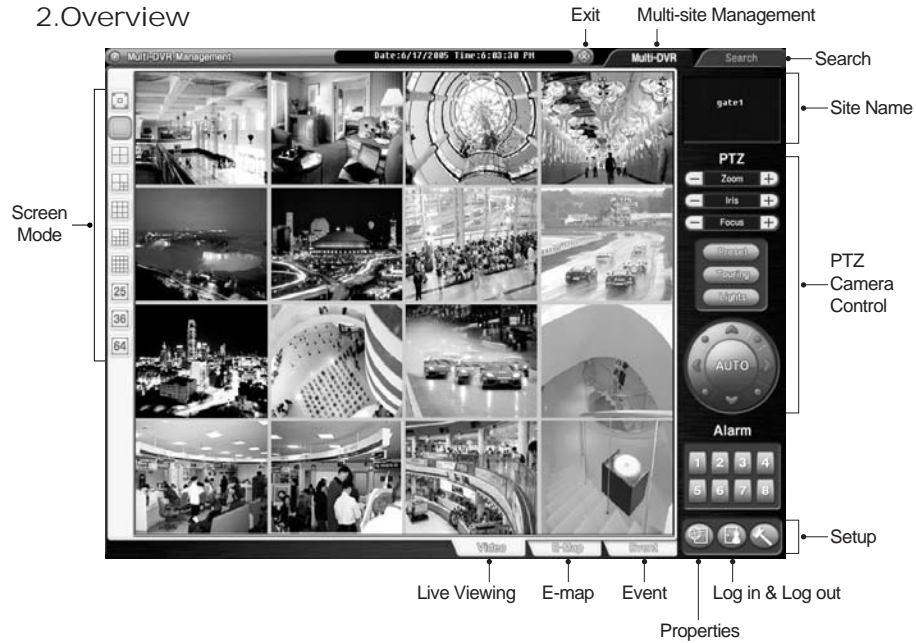 2.Overview
Exit Multi-site Management
Multi-DVR Management Date:6/17/2005 Time:6:03:30 PM Multi-DVR Search
Search
gate1
Site Name
PTZ
Zoom
Iris
Focus
Preset
Touring
Lights
AUTO
PTZ
Camera
Control
Screen
Mode
25
36
64
Alarm
1 2 3 4
5 6 7 8
Setup
Video E-Map Event
Live Viewing E-map Event Log in & Log out
Properties